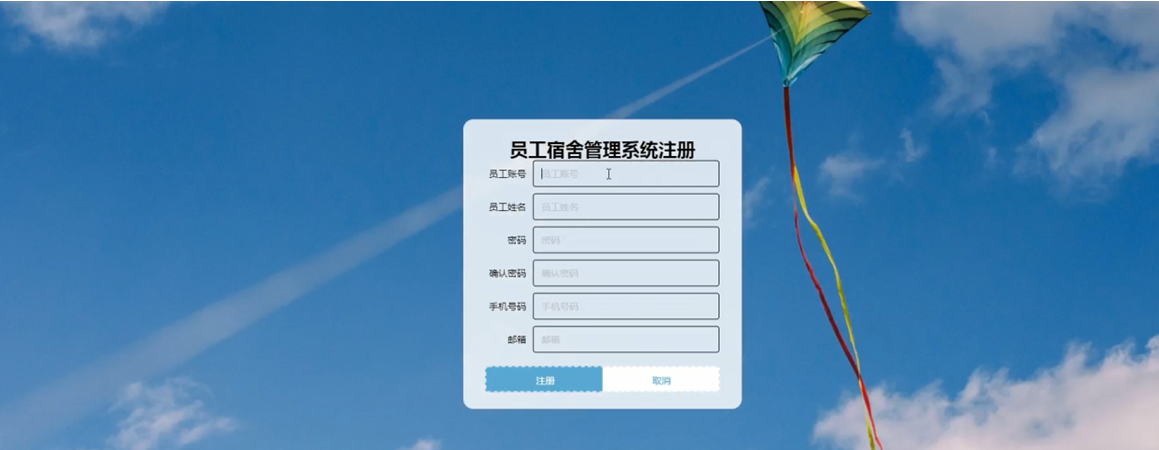 员工宿舍管理系统注册
员工账号 员工账号
员工姓名 员工姓名
密码 密码
确认密码 确认密码
手机号码 手机号码
邮箱 邮箱
注册 取消